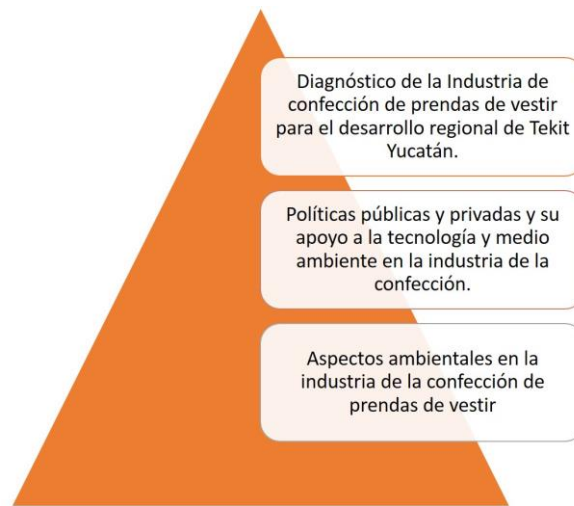 Diagnóstico de la Industria de
confección de prendas de vestir
para el desarrollo regional de Tekit
Yucatán.
Políticas públicas y privadas y su
apoyo a la tecnología y medio
ambiente en la industria de la
confección.
Aspectos ambientales en la
industria de la confección de
prendas de vestir